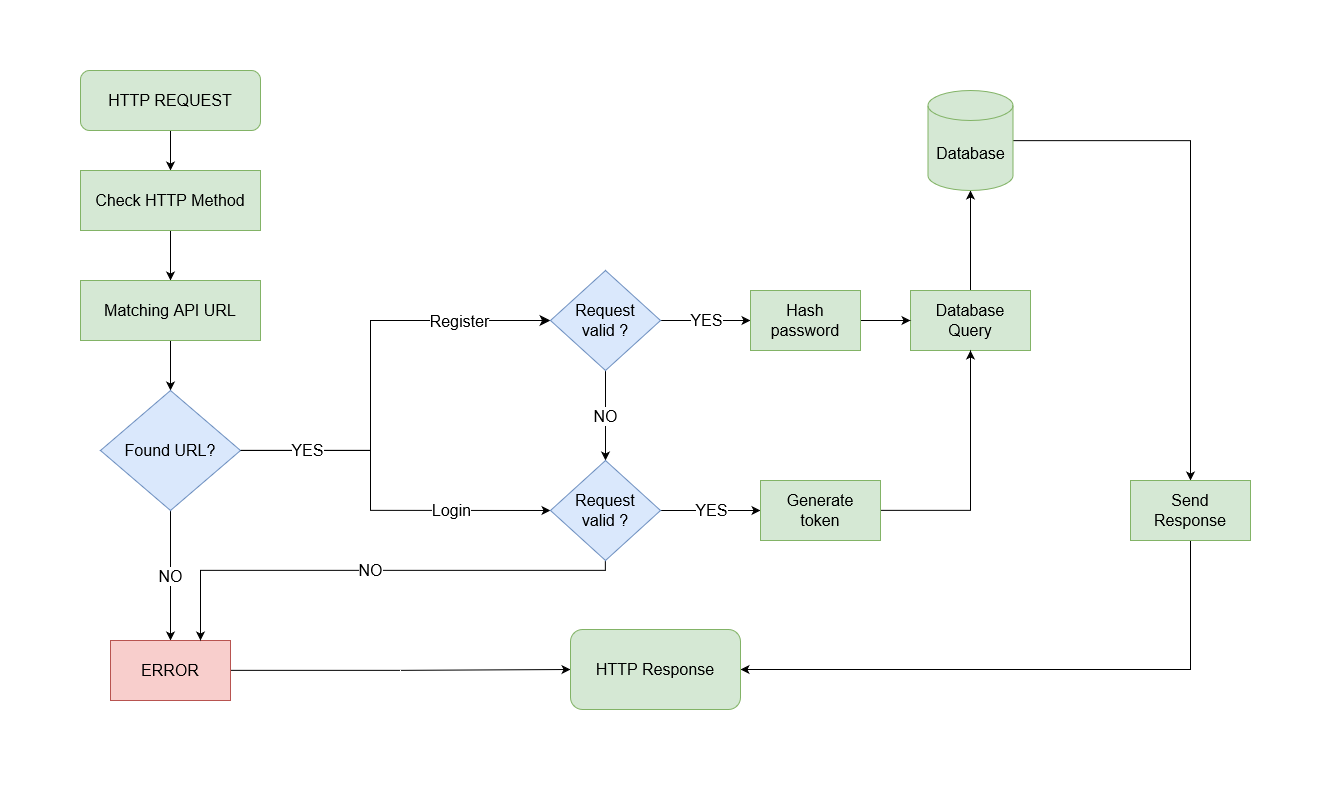 HTTP REQUEST
Check HTTP Method
Matching API URL
Found URL?
YES
NO
Register
Login
Request
valid ?
YES
Hash
password
Database
Query
Database
NO
Request
valid ?
YES
Generate
token
Send
Response
NO
ERROR
HTTP Response